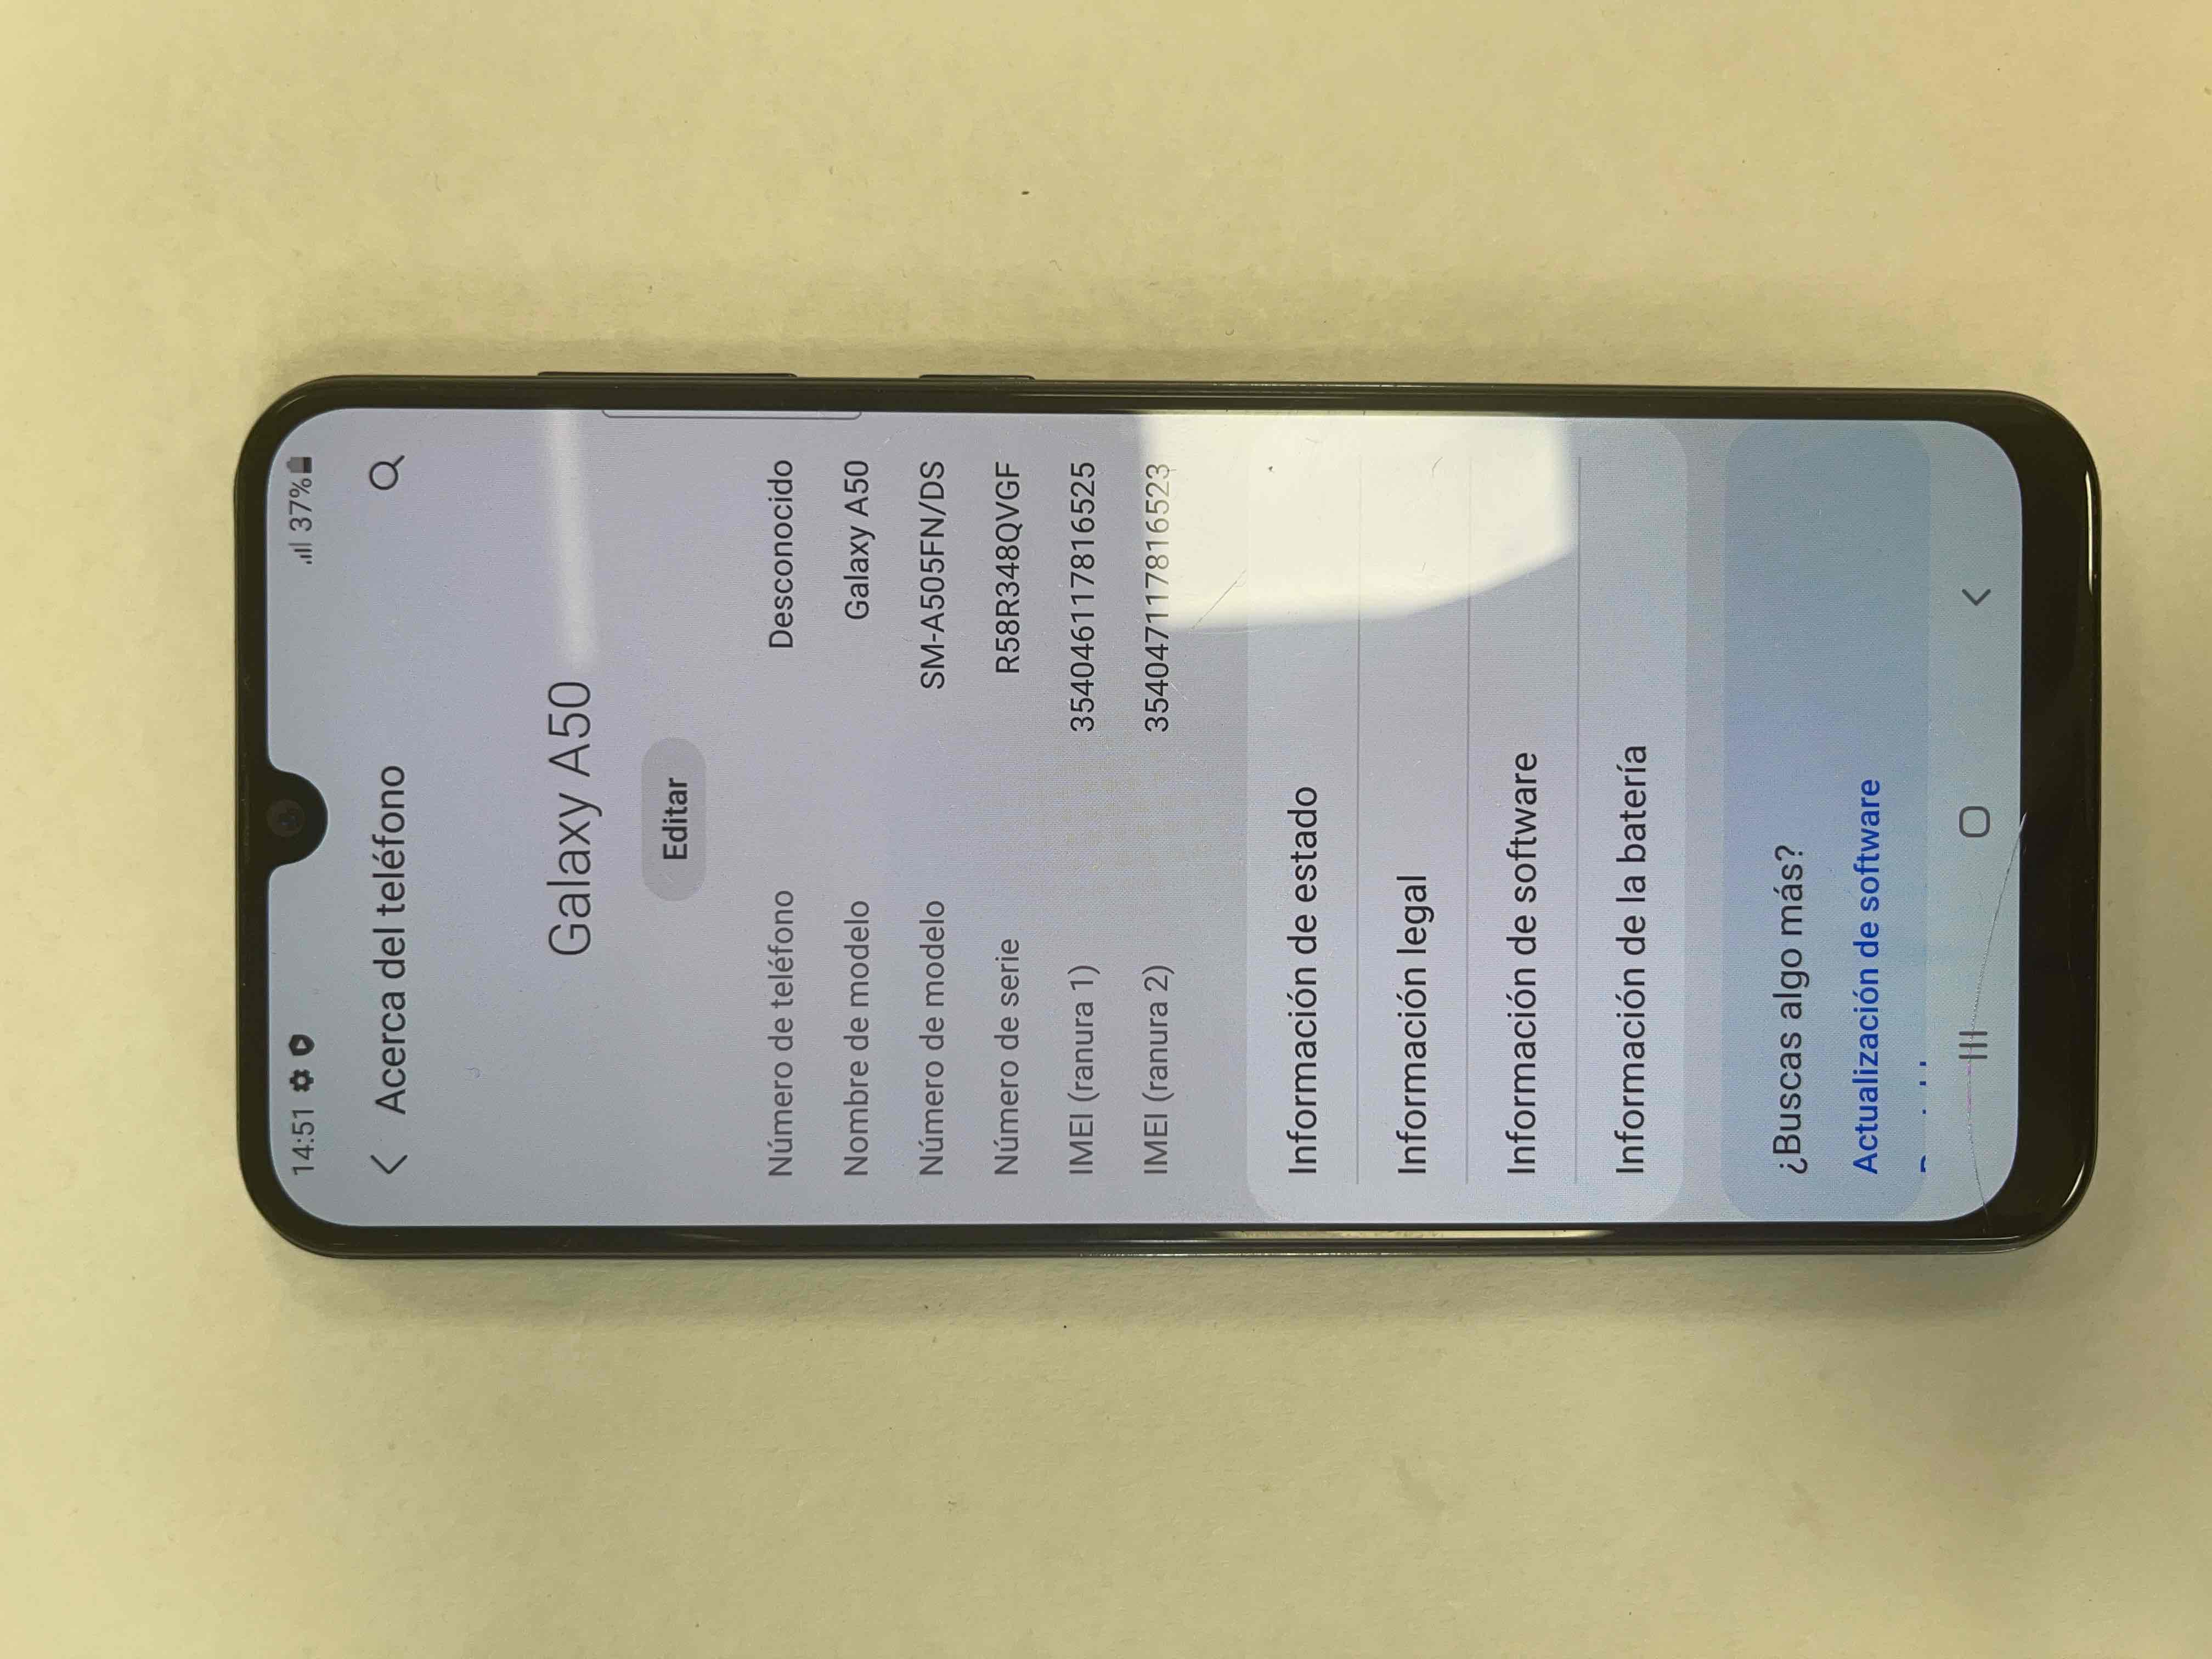 14:51 37%
Acerca del teléfono
Galaxy A50
Editar
Número de teléfono Desconocido
Nombre de modelo Galaxy A50
Número de modelo SM-A505FN/DS
Número de serie R58R348QVGF
IMEI (ranura 1) 354046117816525
IMEI (ranura 2) 354047117816523
Información de estado
Información legal
Información de software
Información de la batería
¿Buscas algo más?
Actualización de software